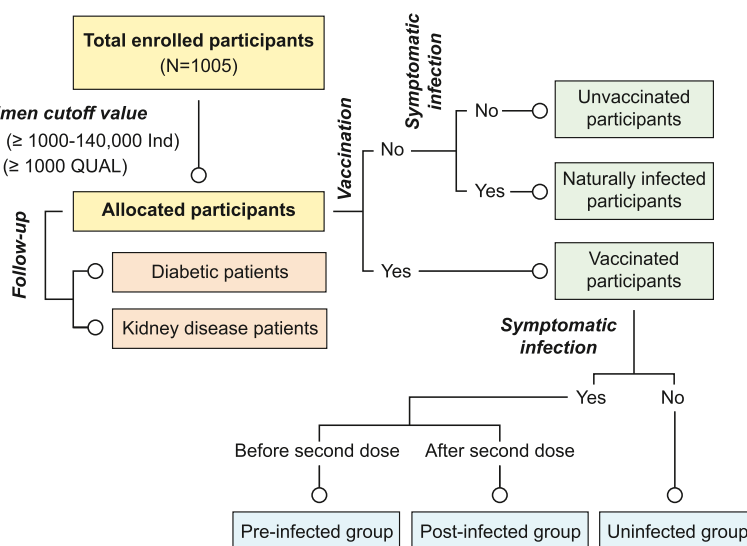 Total enrolled participants
(N=1005)
cutoff value
(≥ 1000-140,000 Ind)
(≥ 1000 QUAL)
Allocated participants
Follow-up
Diabetic patients
Kidney disease patients
Vaccination
No
Yes
Symptomatic
infection
No
Yes
Unvaccinated
participants
Naturally infected
participants
Vaccinated
participants
Symptomatic
infection
Yes
No
Before second dose
After second dose
Pre-infected group
Post-infected group
Uninfected group